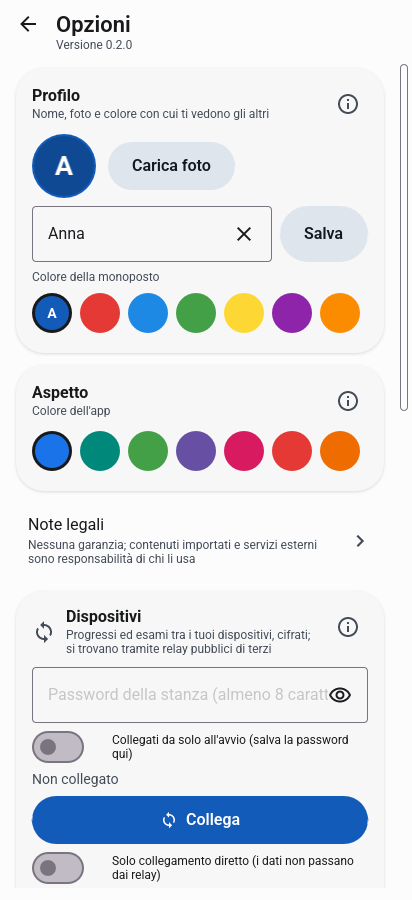 Opzioni
Versione 0.2.0
Profilo
Nome, foto e colore con cui ti vedono gli altri
A
Carica foto
Anna
Salva
Colore della monoposto
A
Aspetto
Colore dell'app
Note legali
Nessuna garanzia; contenuti importati e servizi esterni
sono responsabilità di chi li usa
Dispositivi
Progressi ed esami tra i tuoi dispositivi, cifrati;
si trovano tramite relay pubblici di terzi
Password della stanza (almeno 8 caratt
Collegati da solo all'avvio (salva la password
qui)
Non collegato
Collega
Solo collegamento diretto (i dati non passano
dai relay)